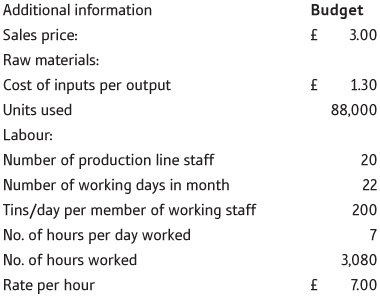 Additional information Budget
Sales price: £ 3.00
Raw materials:
Cost of inputs per output £ 1.30
Units used 88,000
Labour:
Number of production line staff 20
Number of working days in month 22
Tins/day per member of working staff 200
No. of hours per day worked 7
No. of hours worked 3,080
Rate per hour £ 7.00